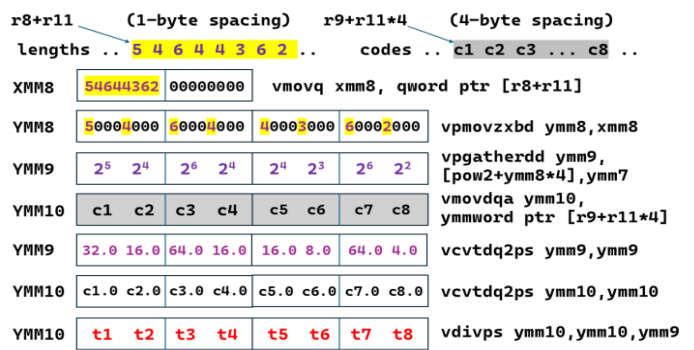 r8+r11 (1-byte spacing) r9+r11*4 (4-byte spacing)
lengths .. 5 4 6 4 4 3 6 2 .. codes .. c1 c2 c3 ... c8 ..
XMM8 54644362 00000000 vmovq xmm8, qword ptr [r8+r11]
YMM8 50004000 60004000 40003000 60002000 vpmovzxbd ymm8,xmm8
YMM9 2⁵ 2⁴ 2⁶ 2⁴ 2⁴ 2³ 2⁶ 2² vpgatherdd ymm9,
[pow2+ymm8*4],ymm7
YMM10 c1 c2 c3 c4 c5 c6 c7 c8 vmovdqa ymm10,
ymmword ptr [r9+r11*4]
YMM9 32.0 16.0 64.0 16.0 16.0 8.0 64.0 4.0 vcvtdq2ps ymm9,ymm9
YMM10 c1.0 c2.0 c3.0 c4.0 c5.0 c6.0 c7.0 c8.0 vcvtdq2ps ymm10,ymm10
YMM10 t1 t2 t3 t4 t5 t6 t7 t8 vdivps ymm10,ymm10,ymm9